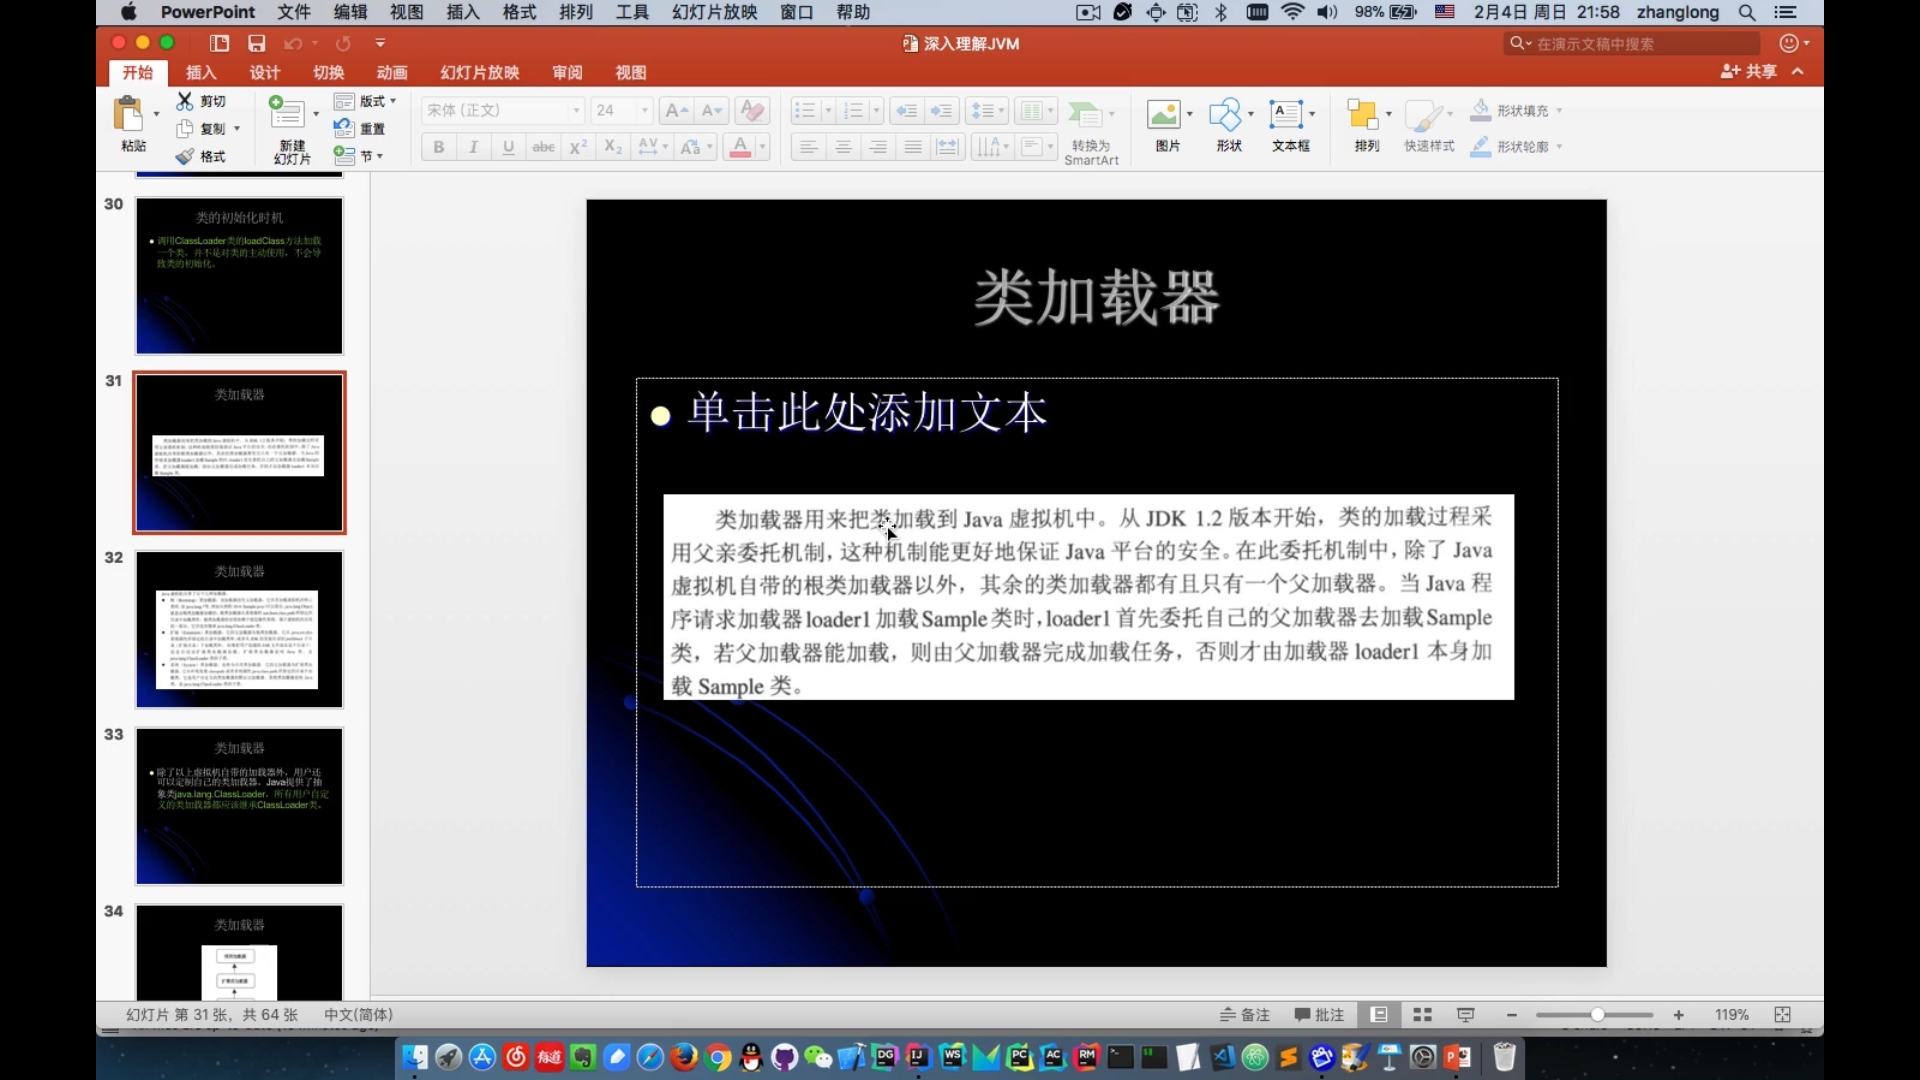 PowerPoint 文件 编辑 视图 插入 格式 排列 工具 幻灯片放映 窗口 帮助 98% 2月4日 周日 21:58 zhanglong
深入理解JVM
在演示文稿中搜索
开始 插入 设计 切换 动画 幻灯片放映 审阅 视图 共享
粘贴 剪切 复制 格式
新建
幻灯片
版式 重置 节
宋体 (正文) 24
转换为
SmartArt
图片 形状 文本框 排列 快速样式 形状填充 形状轮廓
30
类的初始化时机
调用ClassLoader类的loadClass方法加载
一个类，并不是对类的主动使用，不会导
致类的初始化。
31
类加载器
32
类加载器
33
类加载器
除了以上虚拟机自带的加载器外，用户还
可以定制自己的类加载器。Java提供了抽
象类java.lang.ClassLoader，所有用户自定
义的类加载器都应该继承ClassLoader类。
34
类加载器
类加载器
单击此处添加文本
类加载器用来把类加载到 Java 虚拟机中。从 JDK 1.2 版本开始，类的加载过程采
用父亲委托机制，这种机制能更好地保证 Java 平台的安全。在此委托机制中，除了 Java
虚拟机自带的根类加载器以外，其余的类加载器都有且只有一个父加载器。当 Java 程
序请求加载器 loader1 加载 Sample 类时，loader1 首先委托自己的父加载器去加载 Sample
类，若父加载器能加载，则由父加载器完成加载任务，否则才由加载器 loader1 本身加
载 Sample 类。
幻灯片 第 31 张，共 64 张 中文(简体) 备注 批注 119%